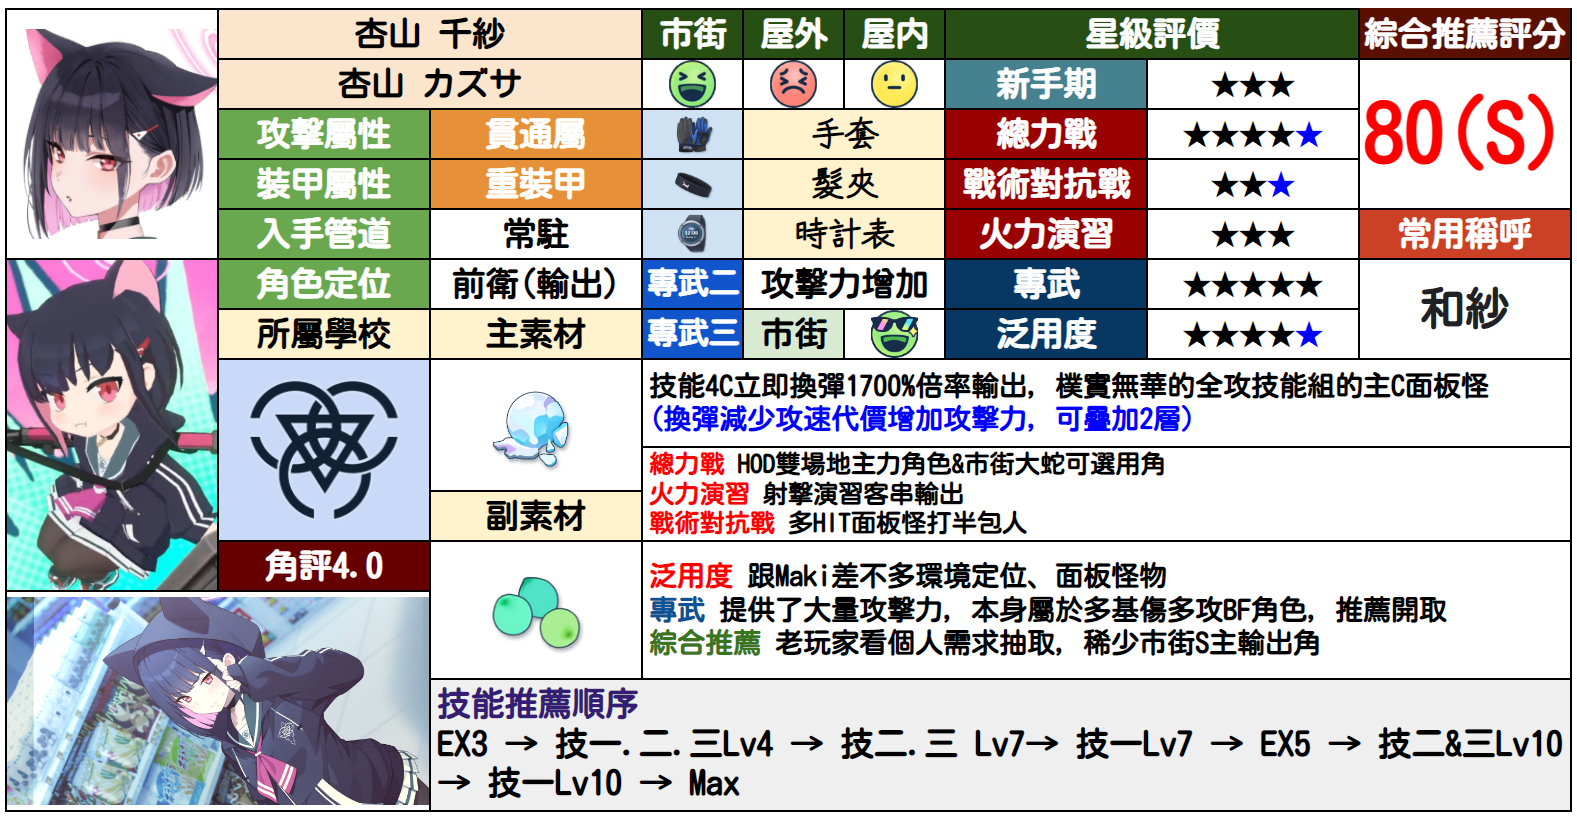 杏山 千紗
市街
屋外
屋內
星級評價
綜合推薦評分
杏山 カズサ
新手期
★★★
80(S)
攻擊屬性
貫通屬
手套
總力戰
★★★★★
裝甲屬性
重裝甲
髮夾
戰術對抗戰
★★★
入手管道
常駐
時計表
火力演習
★★★
常用稱呼
角色定位
前衛(輸出)
專武二
攻擊力增加
專武
★★★★★
和紗
所屬學校
主素材
專武三
市街
泛用度
★★★★★
技能4C立即換彈1700%倍率輸出, 樸實無華的全攻技能組的主C面板怪
(換彈減少攻速代價增加攻擊力, 可疊加2層)
總力戰 HOD雙場地主力角色&市街大蛇可選用角
火力演習 射擊演習客串輸出
戰術對抗戰 多HIT面板怪打半包人
副素材
角評4.0
泛用度 跟Maki差不多環境定位、面板怪物
專武 提供了大量攻擊力, 本身屬於多基傷多攻BF角色, 推薦開取
綜合推薦 老玩家看個人需求抽取, 稀少市街S主輸出角
技能推薦順序
EX3 → 技一.二.三Lv4 → 技二.三 Lv7→ 技一Lv7 → EX5 → 技二&三Lv10
→ 技一Lv10 → Max